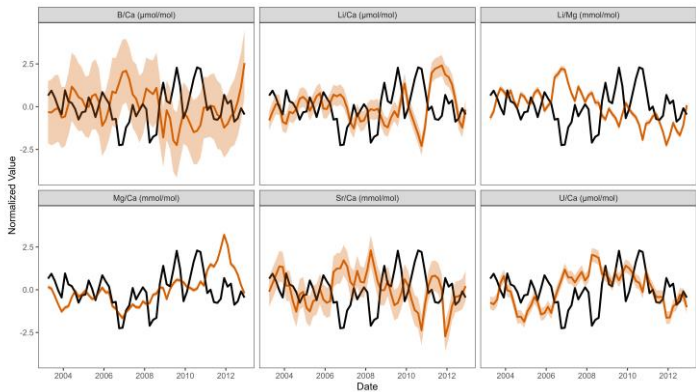 B/Ca (μmol/mol) Li/Ca (μmol/mol) Li/Mg (mmol/mol)
2.5
0.0
-2.5
Mg/Ca (mmol/mol) Sr/Ca (mmol/mol) U/Ca (μmol/mol)
2.5
0.0
-2.5
Normalized Value
2004 2006 2008 2010 2012 2004 2006 2008 2010 2012 2004 2006 2008 2010 2012
Date